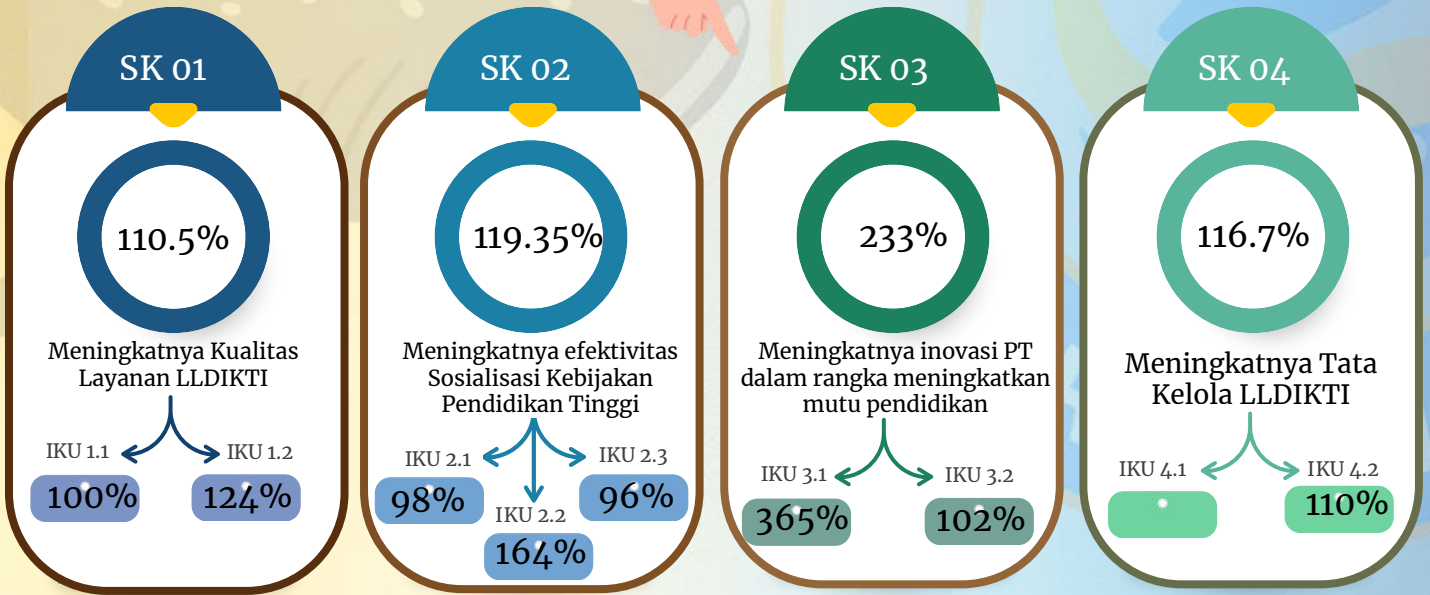 SK 01
110.5%
Meningkatnya Kualitas
Layanan LLDIKTI
IKU 1.1
100%
IKU 1.2
124%
SK 02
119.35%
Meningkatnya efektivitas
Sosialisasi Kebijakan
Pendidikan Tinggi
IKU 2.1
98%
IKU 2.2
164%
IKU 2.3
96%
SK 03
233%
Meningkatnya inovasi PT
dalam rangka meningkatkan
mutu pendidikan
IKU 3.1
365%
IKU 3.2
102%
SK 04
116.7%
Meningkatnya Tata
Kelola LLDIKTI
IKU 4.1
IKU 4.2
110%